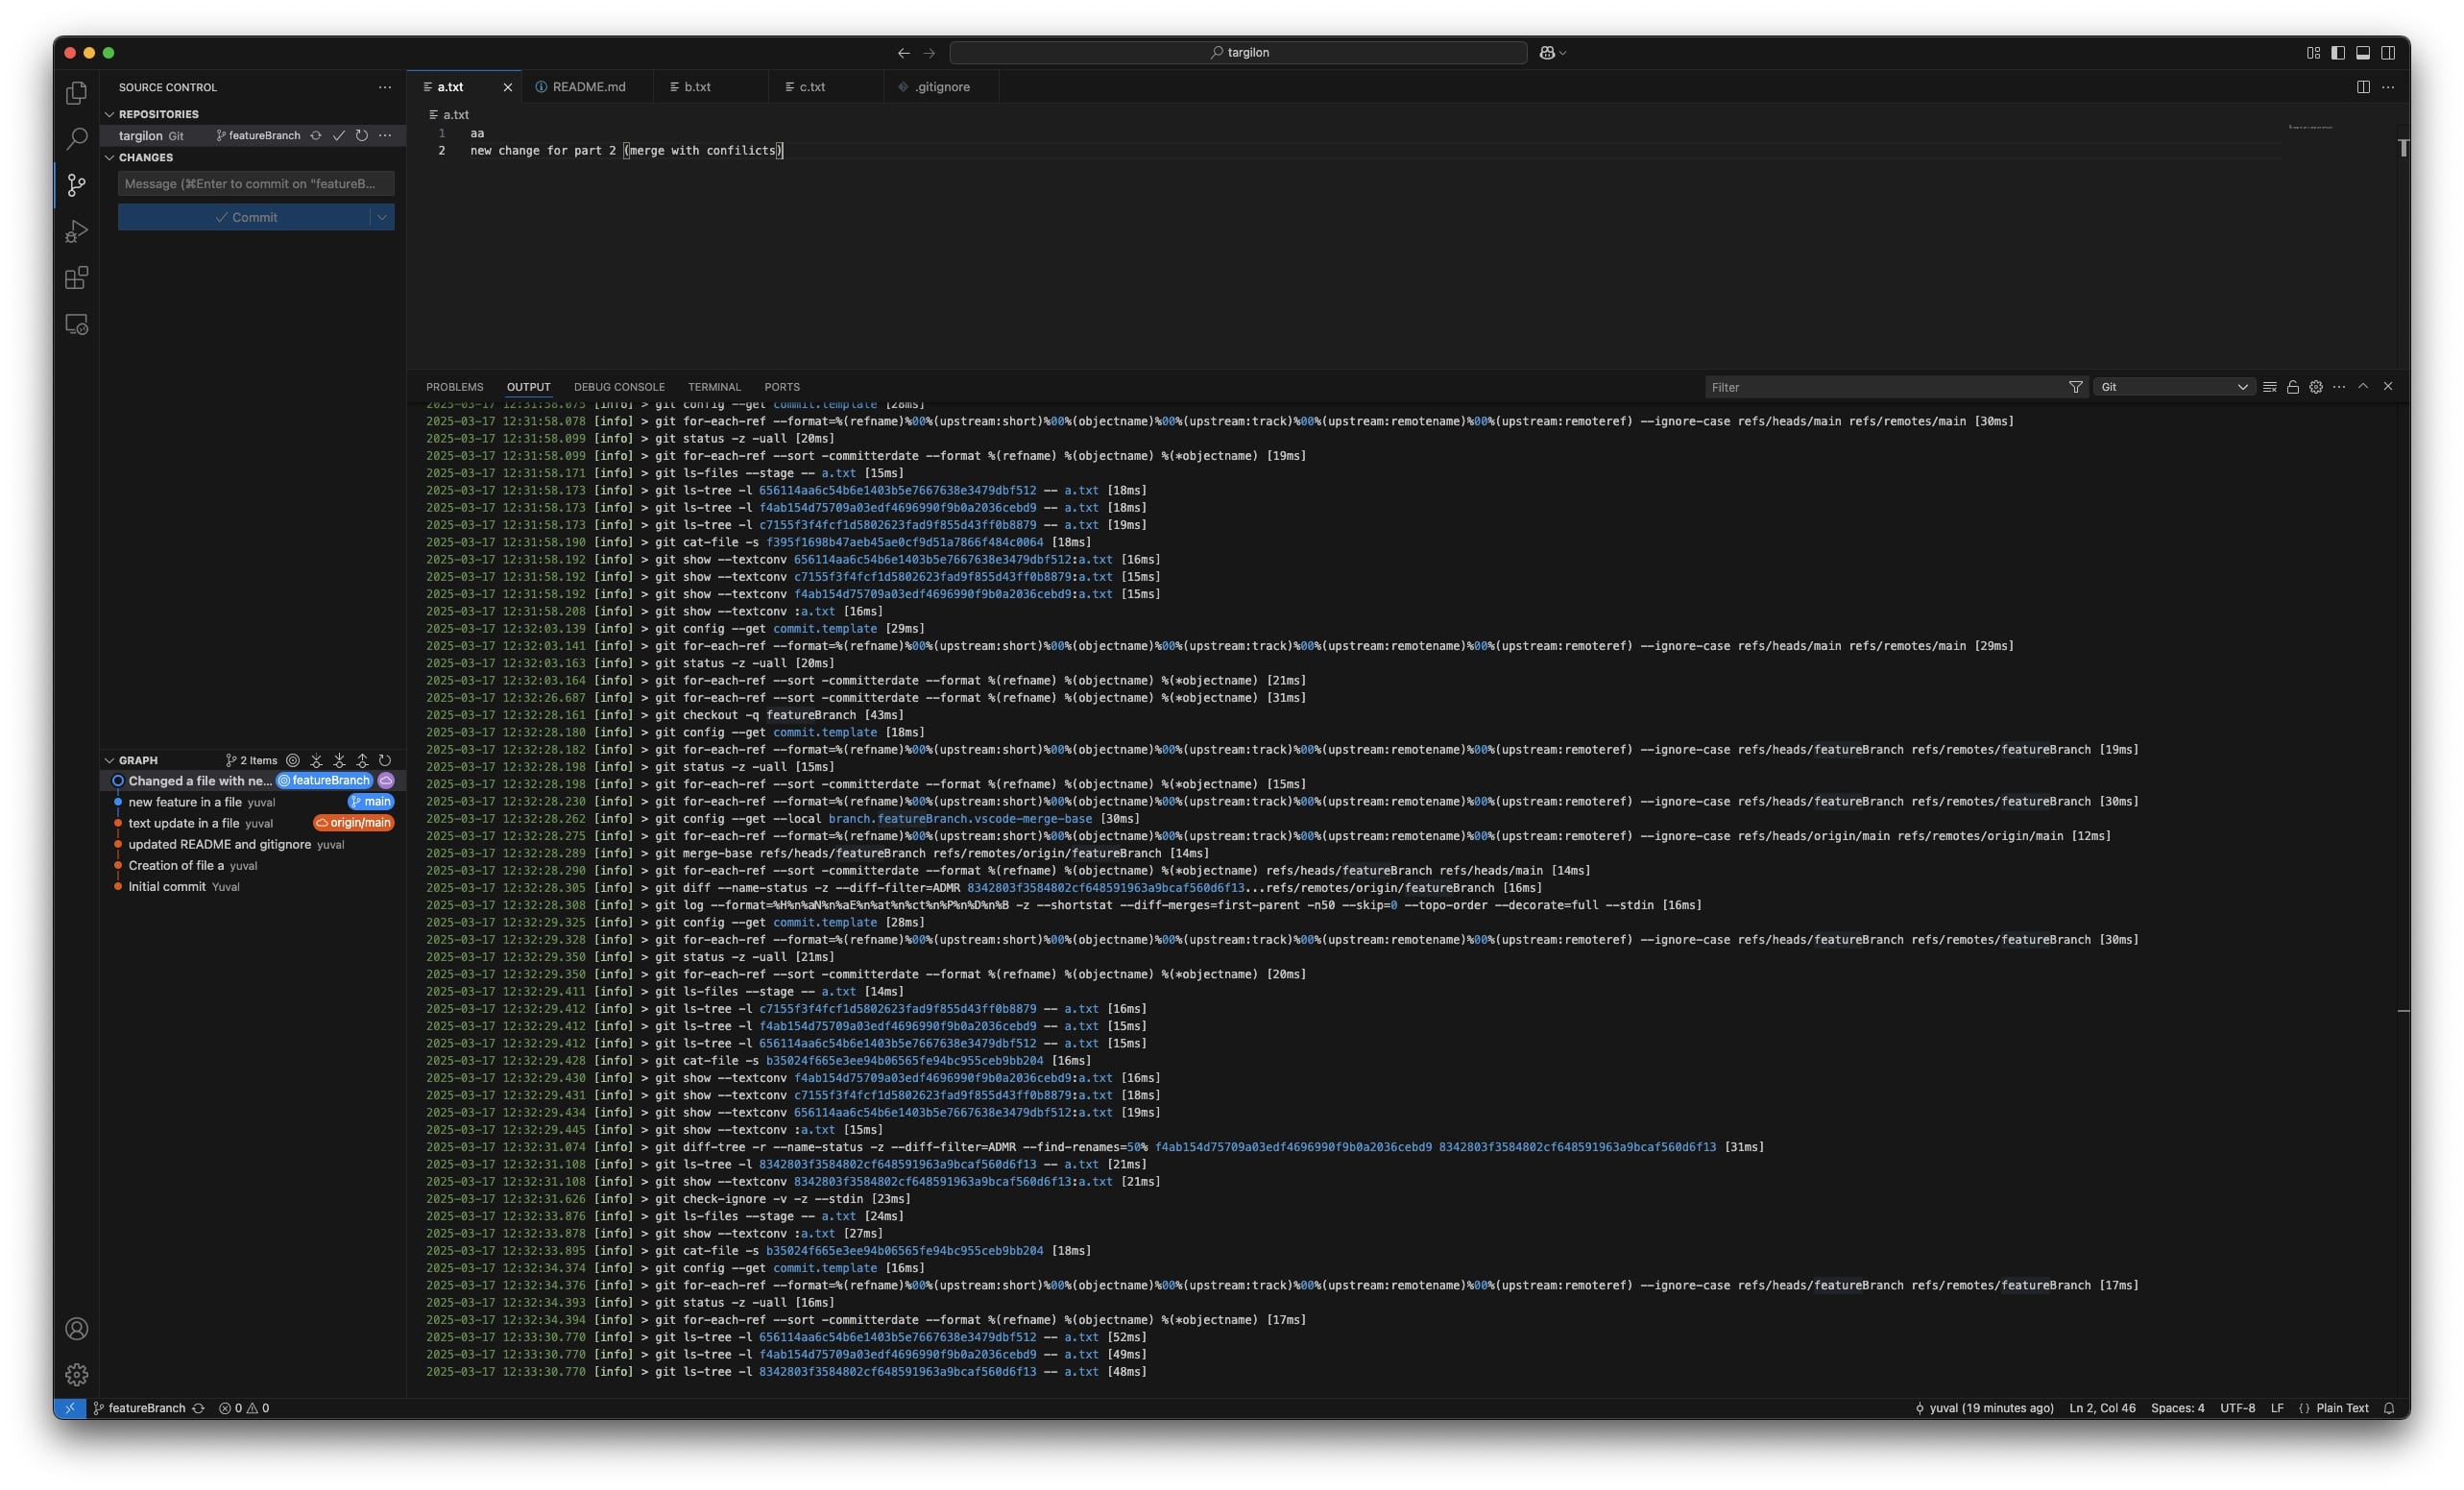 targilon
SOURCE CONTROL
REPOSITORIES
targilon Git featureBranch
CHANGES
Message (⌘Enter to commit on "featureB...
Commit
GRAPH 2 Items
Changed a file with ne... featureBranch
new feature in a file yuval main
text update in a file yuval origin/main
updated README and gitignore yuval
Creation of file a yuval
Initial commit Yuval
a.txt README.md b.txt c.txt .gitignore
a.txt
1 aa
2 new change for part 2 (merge with confilicts)
PROBLEMS OUTPUT DEBUG CONSOLE TERMINAL PORTS Filter Git
2025-03-17 12:31:58.075 [info] > git config --get commit.template [28ms]
2025-03-17 12:31:58.078 [info] > git for-each-ref --format=%(refname)%00%(upstream:short)%00%(objectname)%00%(upstream:track)%00%(upstream:remotename)%00%(upstream:remoteref) --ignore-case refs/heads/main refs/remotes/main [30ms]
2025-03-17 12:31:58.099 [info] > git status -z -uall [20ms]
2025-03-17 12:31:58.099 [info] > git for-each-ref --sort -committerdate --format %(refname) %(objectname) %(*objectname) [19ms]
2025-03-17 12:31:58.171 [info] > git ls-files --stage -- a.txt [15ms]
2025-03-17 12:31:58.173 [info] > git ls-tree -l 656114aa6c54b6e1403b5e7667638e3479dbf512 -- a.txt [18ms]
2025-03-17 12:31:58.173 [info] > git ls-tree -l f4ab154d75709a03edf4696990f9b0a2036cebd9 -- a.txt [18ms]
2025-03-17 12:31:58.173 [info] > git ls-tree -l c7155f3f4fcf1d5802623fad9f855d43ff0b8879 -- a.txt [19ms]
2025-03-17 12:31:58.190 [info] > git cat-file -s f395f1698b47aeb45ae0cf9d51a7866f484c0064 [18ms]
2025-03-17 12:31:58.192 [info] > git show --textconv 656114aa6c54b6e1403b5e7667638e3479dbf512:a.txt [16ms]
2025-03-17 12:31:58.192 [info] > git show --textconv c7155f3f4fcf1d5802623fad9f855d43ff0b8879:a.txt [15ms]
2025-03-17 12:31:58.192 [info] > git show --textconv f4ab154d75709a03edf4696990f9b0a2036cebd9:a.txt [15ms]
2025-03-17 12:31:58.208 [info] > git show --textconv :a.txt [16ms]
2025-03-17 12:32:03.139 [info] > git config --get commit.template [29ms]
2025-03-17 12:32:03.141 [info] > git for-each-ref --format=%(refname)%00%(upstream:short)%00%(objectname)%00%(upstream:track)%00%(upstream:remotename)%00%(upstream:remoteref) --ignore-case refs/heads/main refs/remotes/main [29ms]
2025-03-17 12:32:03.163 [info] > git status -z -uall [20ms]
2025-03-17 12:32:03.164 [info] > git for-each-ref --sort -committerdate --format %(refname) %(objectname) %(*objectname) [21ms]
2025-03-17 12:32:26.687 [info] > git for-each-ref --sort -committerdate --format %(refname) %(objectname) %(*objectname) [31ms]
2025-03-17 12:32:28.161 [info] > git checkout -q featureBranch [43ms]
2025-03-17 12:32:28.180 [info] > git config --get commit.template [18ms]
2025-03-17 12:32:28.182 [info] > git for-each-ref --format=%(refname)%00%(upstream:short)%00%(objectname)%00%(upstream:track)%00%(upstream:remotename)%00%(upstream:remoteref) --ignore-case refs/heads/featureBranch refs/remotes/featureBranch [19ms]
2025-03-17 12:32:28.198 [info] > git status -z -uall [15ms]
2025-03-17 12:32:28.198 [info] > git for-each-ref --sort -committerdate --format %(refname) %(objectname) %(*objectname) [15ms]
2025-03-17 12:32:28.230 [info] > git for-each-ref --format=%(refname)%00%(upstream:short)%00%(objectname)%00%(upstream:track)%00%(upstream:remotename)%00%(upstream:remoteref) --ignore-case refs/heads/featureBranch refs/remotes/featureBranch [30ms]
2025-03-17 12:32:28.262 [info] > git config --get --local branch.featureBranch.vscode-merge-base [30ms]
2025-03-17 12:32:28.275 [info] > git for-each-ref --format=%(refname)%00%(upstream:short)%00%(objectname)%00%(upstream:track)%00%(upstream:remotename)%00%(upstream:remoteref) --ignore-case refs/heads/origin/main refs/remotes/origin/main [12ms]
2025-03-17 12:32:28.289 [info] > git merge-base refs/heads/featureBranch refs/remotes/origin/featureBranch [14ms]
2025-03-17 12:32:28.290 [info] > git for-each-ref --sort -committerdate --format %(refname) %(objectname) %(*objectname) refs/heads/featureBranch refs/heads/main [14ms]
2025-03-17 12:32:28.305 [info] > git diff --name-status -z --diff-filter=ADMR 8342803f3584802cf648591963a9bcaf560d6f13...refs/remotes/origin/featureBranch [16ms]
2025-03-17 12:32:28.308 [info] > git log --format=%H%n%aN%n%aE%n%at%n%ct%n%P%n%D%n%B -z --shortstat --diff-merges=first-parent -n50 --skip=0 --topo-order --decorate=full --stdin [16ms]
2025-03-17 12:32:29.325 [info] > git config --get commit.template [28ms]
2025-03-17 12:32:29.328 [info] > git for-each-ref --format=%(refname)%00%(upstream:short)%00%(objectname)%00%(upstream:track)%00%(upstream:remotename)%00%(upstream:remoteref) --ignore-case refs/heads/featureBranch refs/remotes/featureBranch [30ms]
2025-03-17 12:32:29.350 [info] > git status -z -uall [21ms]
2025-03-17 12:32:29.350 [info] > git for-each-ref --sort -committerdate --format %(refname) %(objectname) %(*objectname) [20ms]
2025-03-17 12:32:29.411 [info] > git ls-files --stage -- a.txt [14ms]
2025-03-17 12:32:29.412 [info] > git ls-tree -l c7155f3f4fcf1d5802623fad9f855d43ff0b8879 -- a.txt [16ms]
2025-03-17 12:32:29.412 [info] > git ls-tree -l f4ab154d75709a03edf4696990f9b0a2036cebd9 -- a.txt [15ms]
2025-03-17 12:32:29.412 [info] > git ls-tree -l 656114aa6c54b6e1403b5e7667638e3479dbf512 -- a.txt [15ms]
2025-03-17 12:32:29.428 [info] > git cat-file -s b35024f665e3ee94b06565fe94bc955ceb9bb204 [16ms]
2025-03-17 12:32:29.430 [info] > git show --textconv f4ab154d75709a03edf4696990f9b0a2036cebd9:a.txt [16ms]
2025-03-17 12:32:29.431 [info] > git show --textconv c7155f3f4fcf1d5802623fad9f855d43ff0b8879:a.txt [18ms]
2025-03-17 12:32:29.434 [info] > git show --textconv 656114aa6c54b6e1403b5e7667638e3479dbf512:a.txt [19ms]
2025-03-17 12:32:29.445 [info] > git show --textconv :a.txt [15ms]
2025-03-17 12:32:31.074 [info] > git diff-tree -r --name-status -z --diff-filter=ADMR --find-renames=50% f4ab154d75709a03edf4696990f9b0a2036cebd9 8342803f3584802cf648591963a9bcaf560d6f13 [31ms]
2025-03-17 12:32:31.108 [info] > git ls-tree -l 8342803f3584802cf648591963a9bcaf560d6f13 -- a.txt [21ms]
2025-03-17 12:32:31.108 [info] > git show --textconv 8342803f3584802cf648591963a9bcaf560d6f13:a.txt [21ms]
2025-03-17 12:32:31.626 [info] > git check-ignore -v -z --stdin [23ms]
2025-03-17 12:32:33.876 [info] > git ls-files --stage -- a.txt [24ms]
2025-03-17 12:32:33.878 [info] > git show --textconv :a.txt [27ms]
2025-03-17 12:32:33.895 [info] > git cat-file -s b35024f665e3ee94b06565fe94bc955ceb9bb204 [18ms]
2025-03-17 12:32:34.374 [info] > git config --get commit.template [16ms]
2025-03-17 12:32:34.376 [info] > git for-each-ref --format=%(refname)%00%(upstream:short)%00%(objectname)%00%(upstream:track)%00%(upstream:remotename)%00%(upstream:remoteref) --ignore-case refs/heads/featureBranch refs/remotes/featureBranch [17ms]
2025-03-17 12:32:34.393 [info] > git status -z -uall [16ms]
2025-03-17 12:32:34.394 [info] > git for-each-ref --sort -committerdate --format %(refname) %(objectname) %(*objectname) [17ms]
2025-03-17 12:33:30.770 [info] > git ls-tree -l 656114aa6c54b6e1403b5e7667638e3479dbf512 -- a.txt [52ms]
2025-03-17 12:33:30.770 [info] > git ls-tree -l f4ab154d75709a03edf4696990f9b0a2036cebd9 -- a.txt [49ms]
2025-03-17 12:33:30.770 [info] > git ls-tree -l 8342803f3584802cf648591963a9bcaf560d6f13 -- a.txt [48ms]
featureBranch 0 0 yuval (19 minutes ago) Ln 2, Col 46 Spaces: 4 UTF-8 LF {} Plain Text